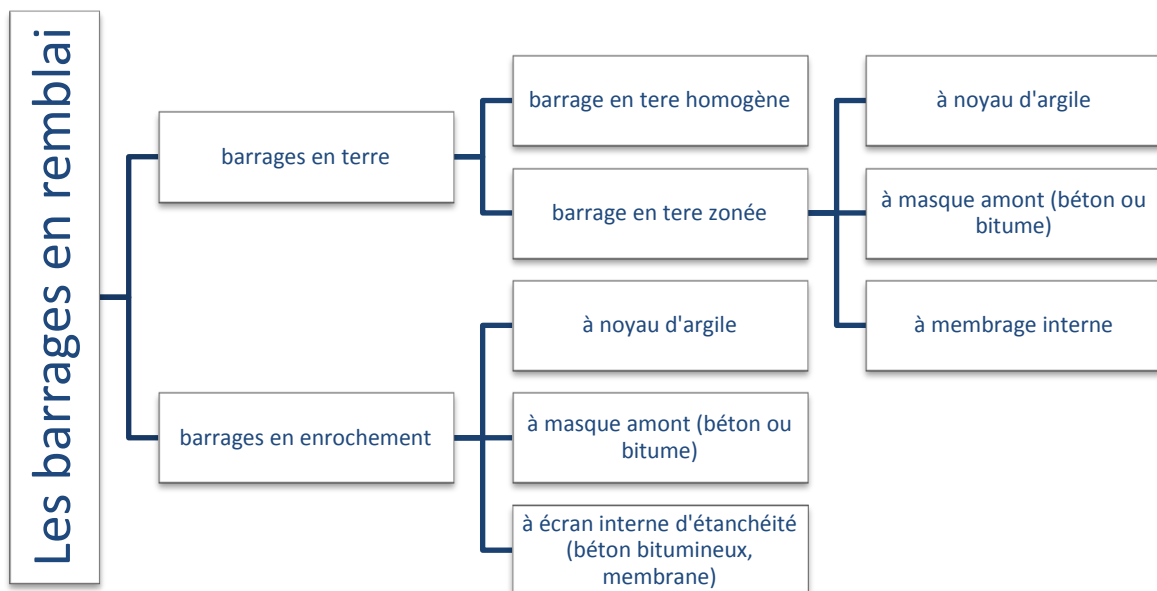 Les barrages en remblai
barrages en terre
barrage en tere homogène
barrage en tere zonée
à noyau d'argile
à masque amont (béton ou
bitume)
à membrage interne
barrages en enrochement
à noyau d'argile
à masque amont (béton ou
bitume)
à écran interne d'étanchéité
(béton bitumineux,
membrane)